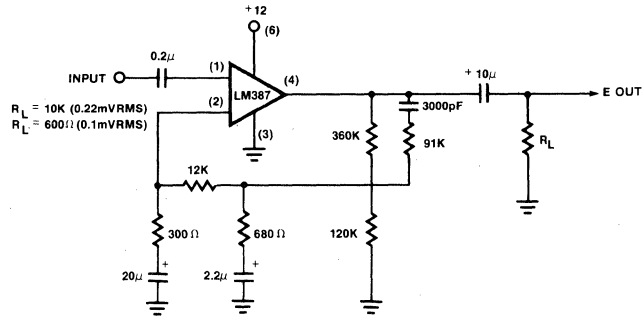 +12
(6)
0.2μ
(1)
(4)
INPUT
LM387
+ 10μ
E OUT
R_L = 10K (0.22mVRMS)
R_L = 600Ω (0.1mVRMS)
(2)
(3)
3000pF
360K
91K
R_L
12K
300 Ω
680 Ω
120K
20μ
+
2.2μ
+